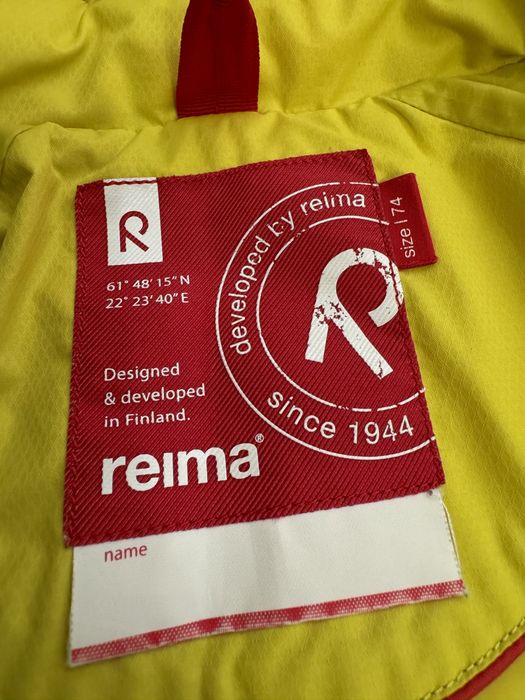 R
61° 48' 15" N
22° 23' 40" E
Designed
& developed
in Finland.
reima®
developed by reima
R
since 1944
size | 74
name